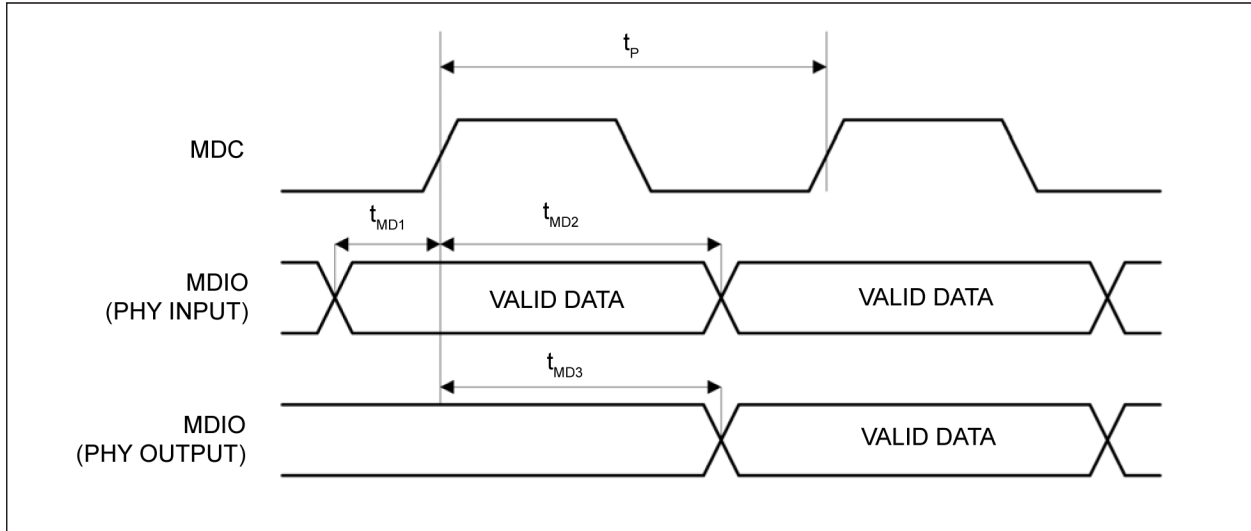 tP
MDC
tMD1
tMD2
MDIO
(PHY INPUT)
VALID DATA
VALID DATA
tMD3
MDIO
(PHY OUTPUT)
VALID DATA